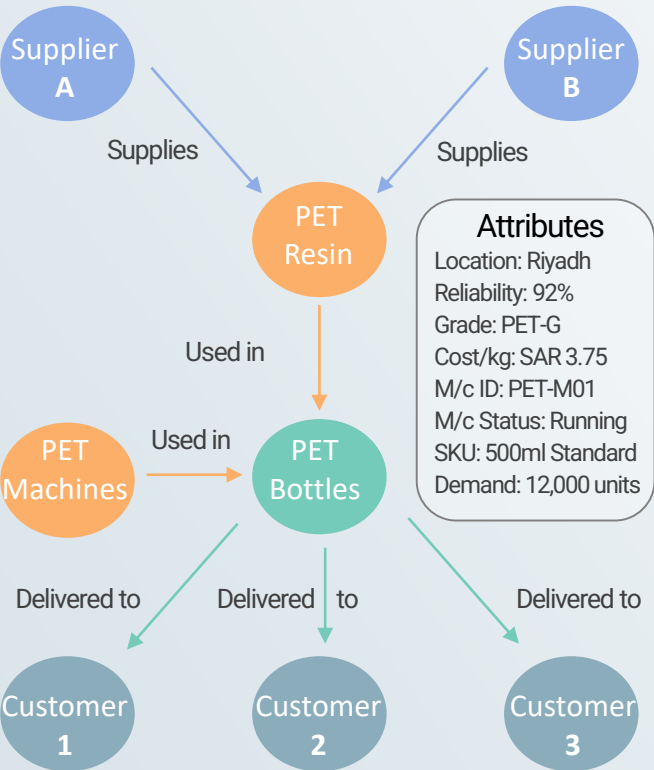 Supplier
A
Supplier
B
Supplies
Supplies
PET
Resin
Attributes
Location: Riyadh
Reliability: 92%
Grade: PET-G
Cost/kg: SAR 3.75
M/c ID: PET-M01
M/c Status: Running
SKU: 500ml Standard
Demand: 12,000 units
Used in
PET
Machines
Used in
PET
Bottles
Delivered to
Delivered to
Delivered to
Customer
1
Customer
2
Customer
3